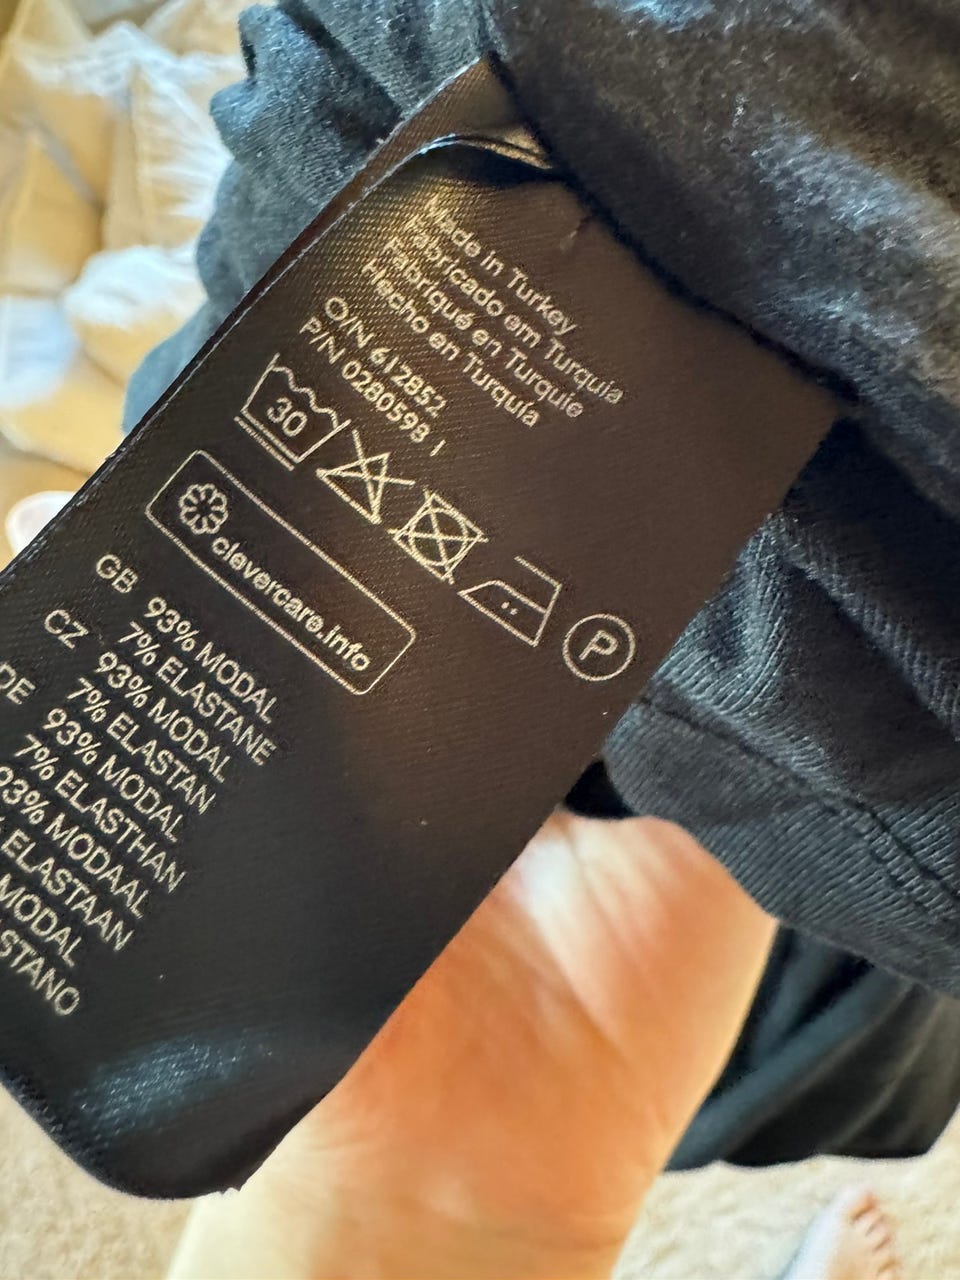 Made in Turkey
Fabricado em Turquia
Fabriqué en Turquie
Hecho en Turquía
O/N 612852
P/N 0280598 1
30
P
clevercare.info
GB 93% MODAL
7% ELASTANE
CZ 93% MODAL
7% ELASTAN
DE 93% MODAL
7% ELASTHAN
93% MODAAL
ELASTAAN
MODAL